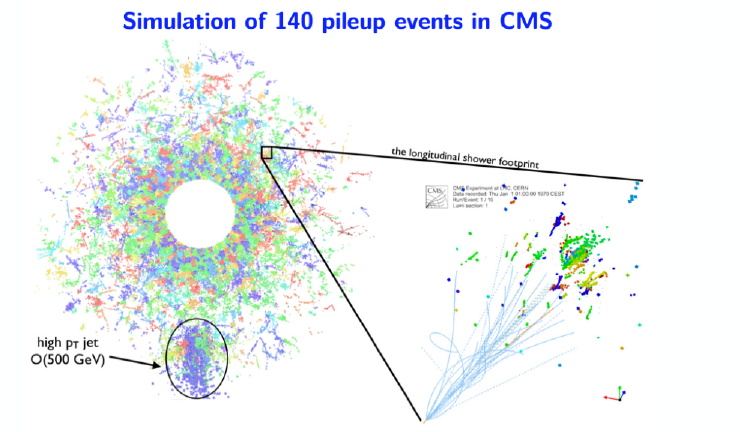 Simulation of 140 pileup events in CMS
the longitudinal shower footprint
CMS
CMS Experiment at LHC, CERN
Data recorded: Thu Jan 1 01:00:00 1970 CEST
Run/Event: 1 / 10
Lumi section: 1
high pT jet
O(500 GeV)